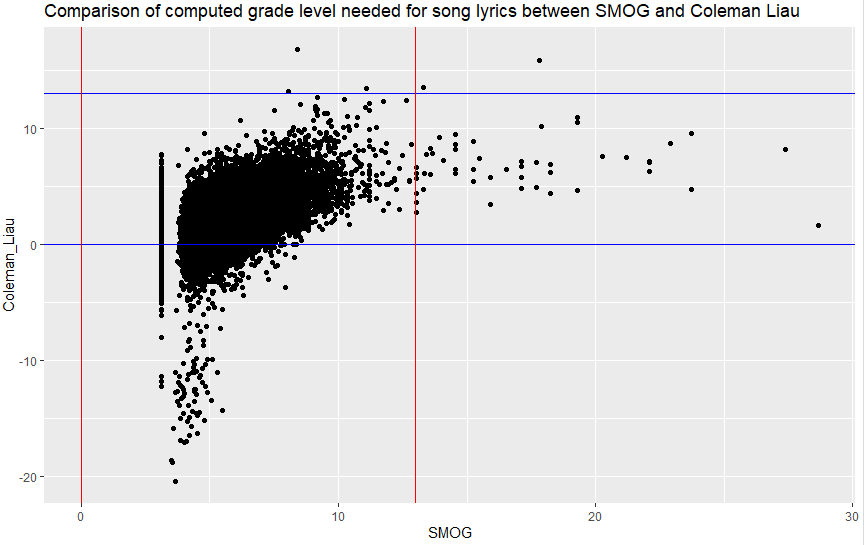 Comparison of computed grade level needed for song lyrics between SMOG and Coleman Liau
10
0
-10
-20
Coleman_Liau
0
10
20
30
SMOG